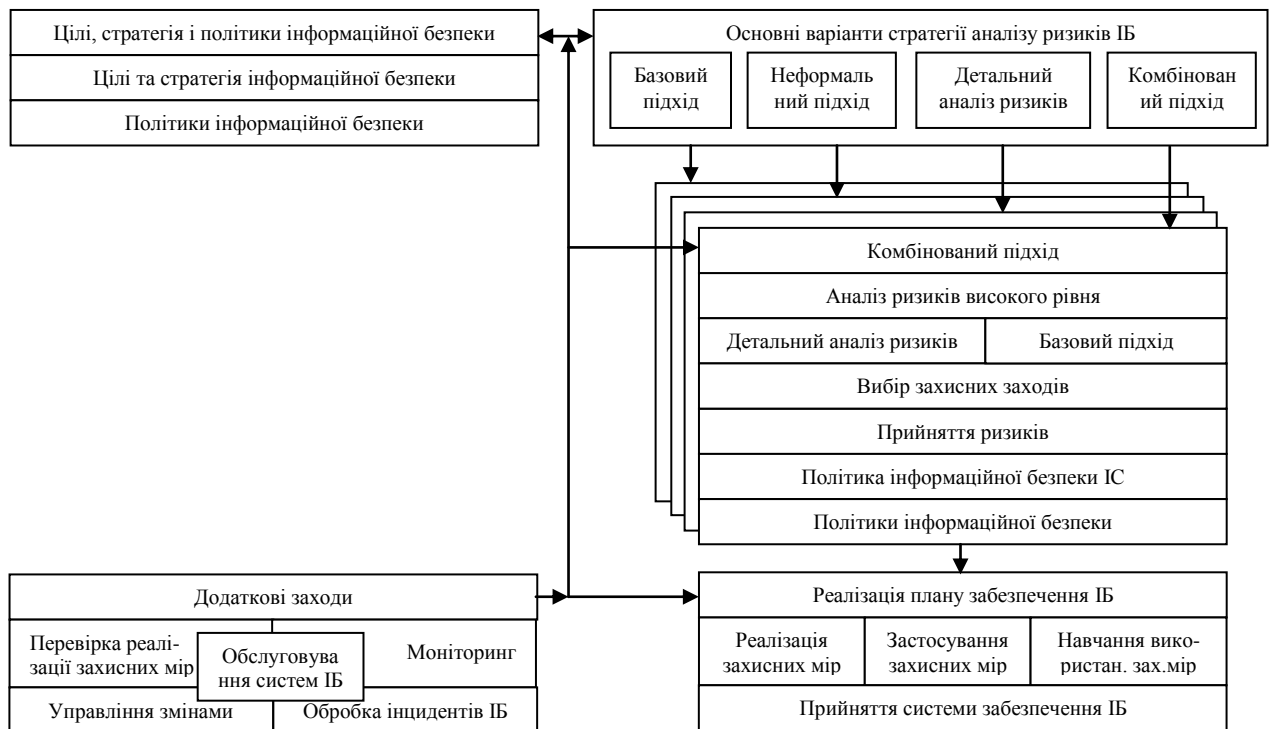 Цілі, стратегія і політики інформаційної безпеки
Цілі та стратегія інформаційної безпеки
Політики інформаційної безпеки
Основні варіанти стратегії аналізу ризиків ІБ
Базовий
підхід
Неформаль
ний підхід
Детальний
аналіз ризиків
Комбінован
ий підхід
Комбінований підхід
Аналіз ризиків високого рівня
Детальний аналіз ризиків
Базовий підхід
Вибір захисних заходів
Прийняття ризиків
Політика інформаційної безпеки ІС
Політики інформаційної безпеки
Додаткові заходи
Перевірка реалі-
зації захисних мір
Обслуговува
ння систем ІБ
Моніторинг
Управління змінами
Обробка інцидентів ІБ
Реалізація плану забезпечення ІБ
Реалізація
захисних мір
Застосування
захисних мір
Навчання вико-
ристан. зах.мір
Прийняття системи забезпечення ІБ